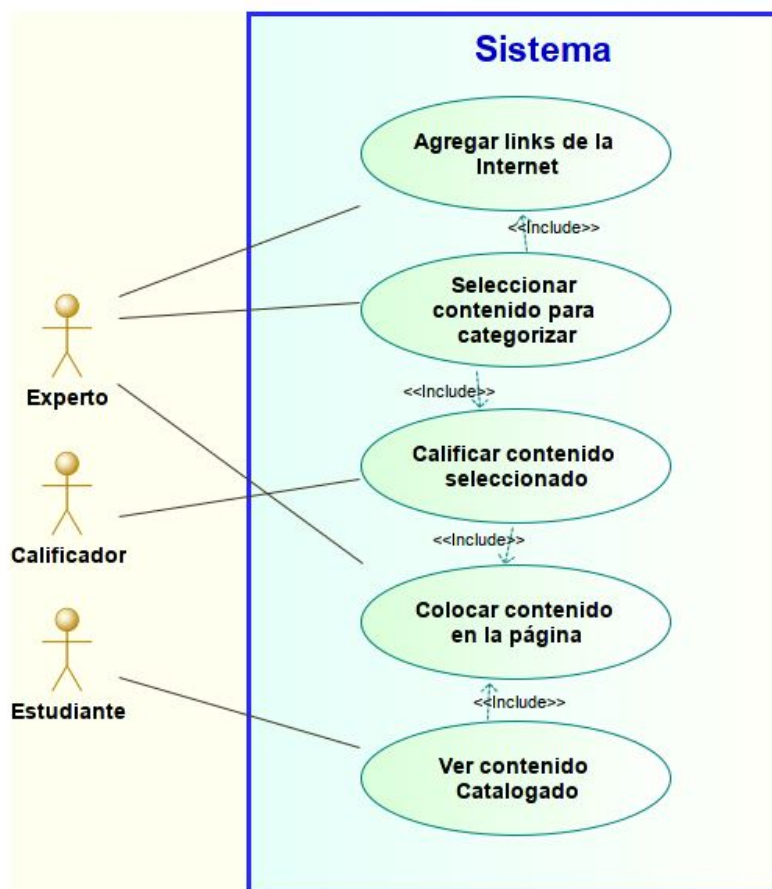 Sistema
Agregar links de la
Internet
<<Include>>
Seleccionar
contenido para
categorizar
Experto
<<Include>>
Calificar contenido
seleccionado
Calificador
<<Include>>
Colocar contenido
en la página
Estudiante
<<Include>>
Ver contenido
Catalogado